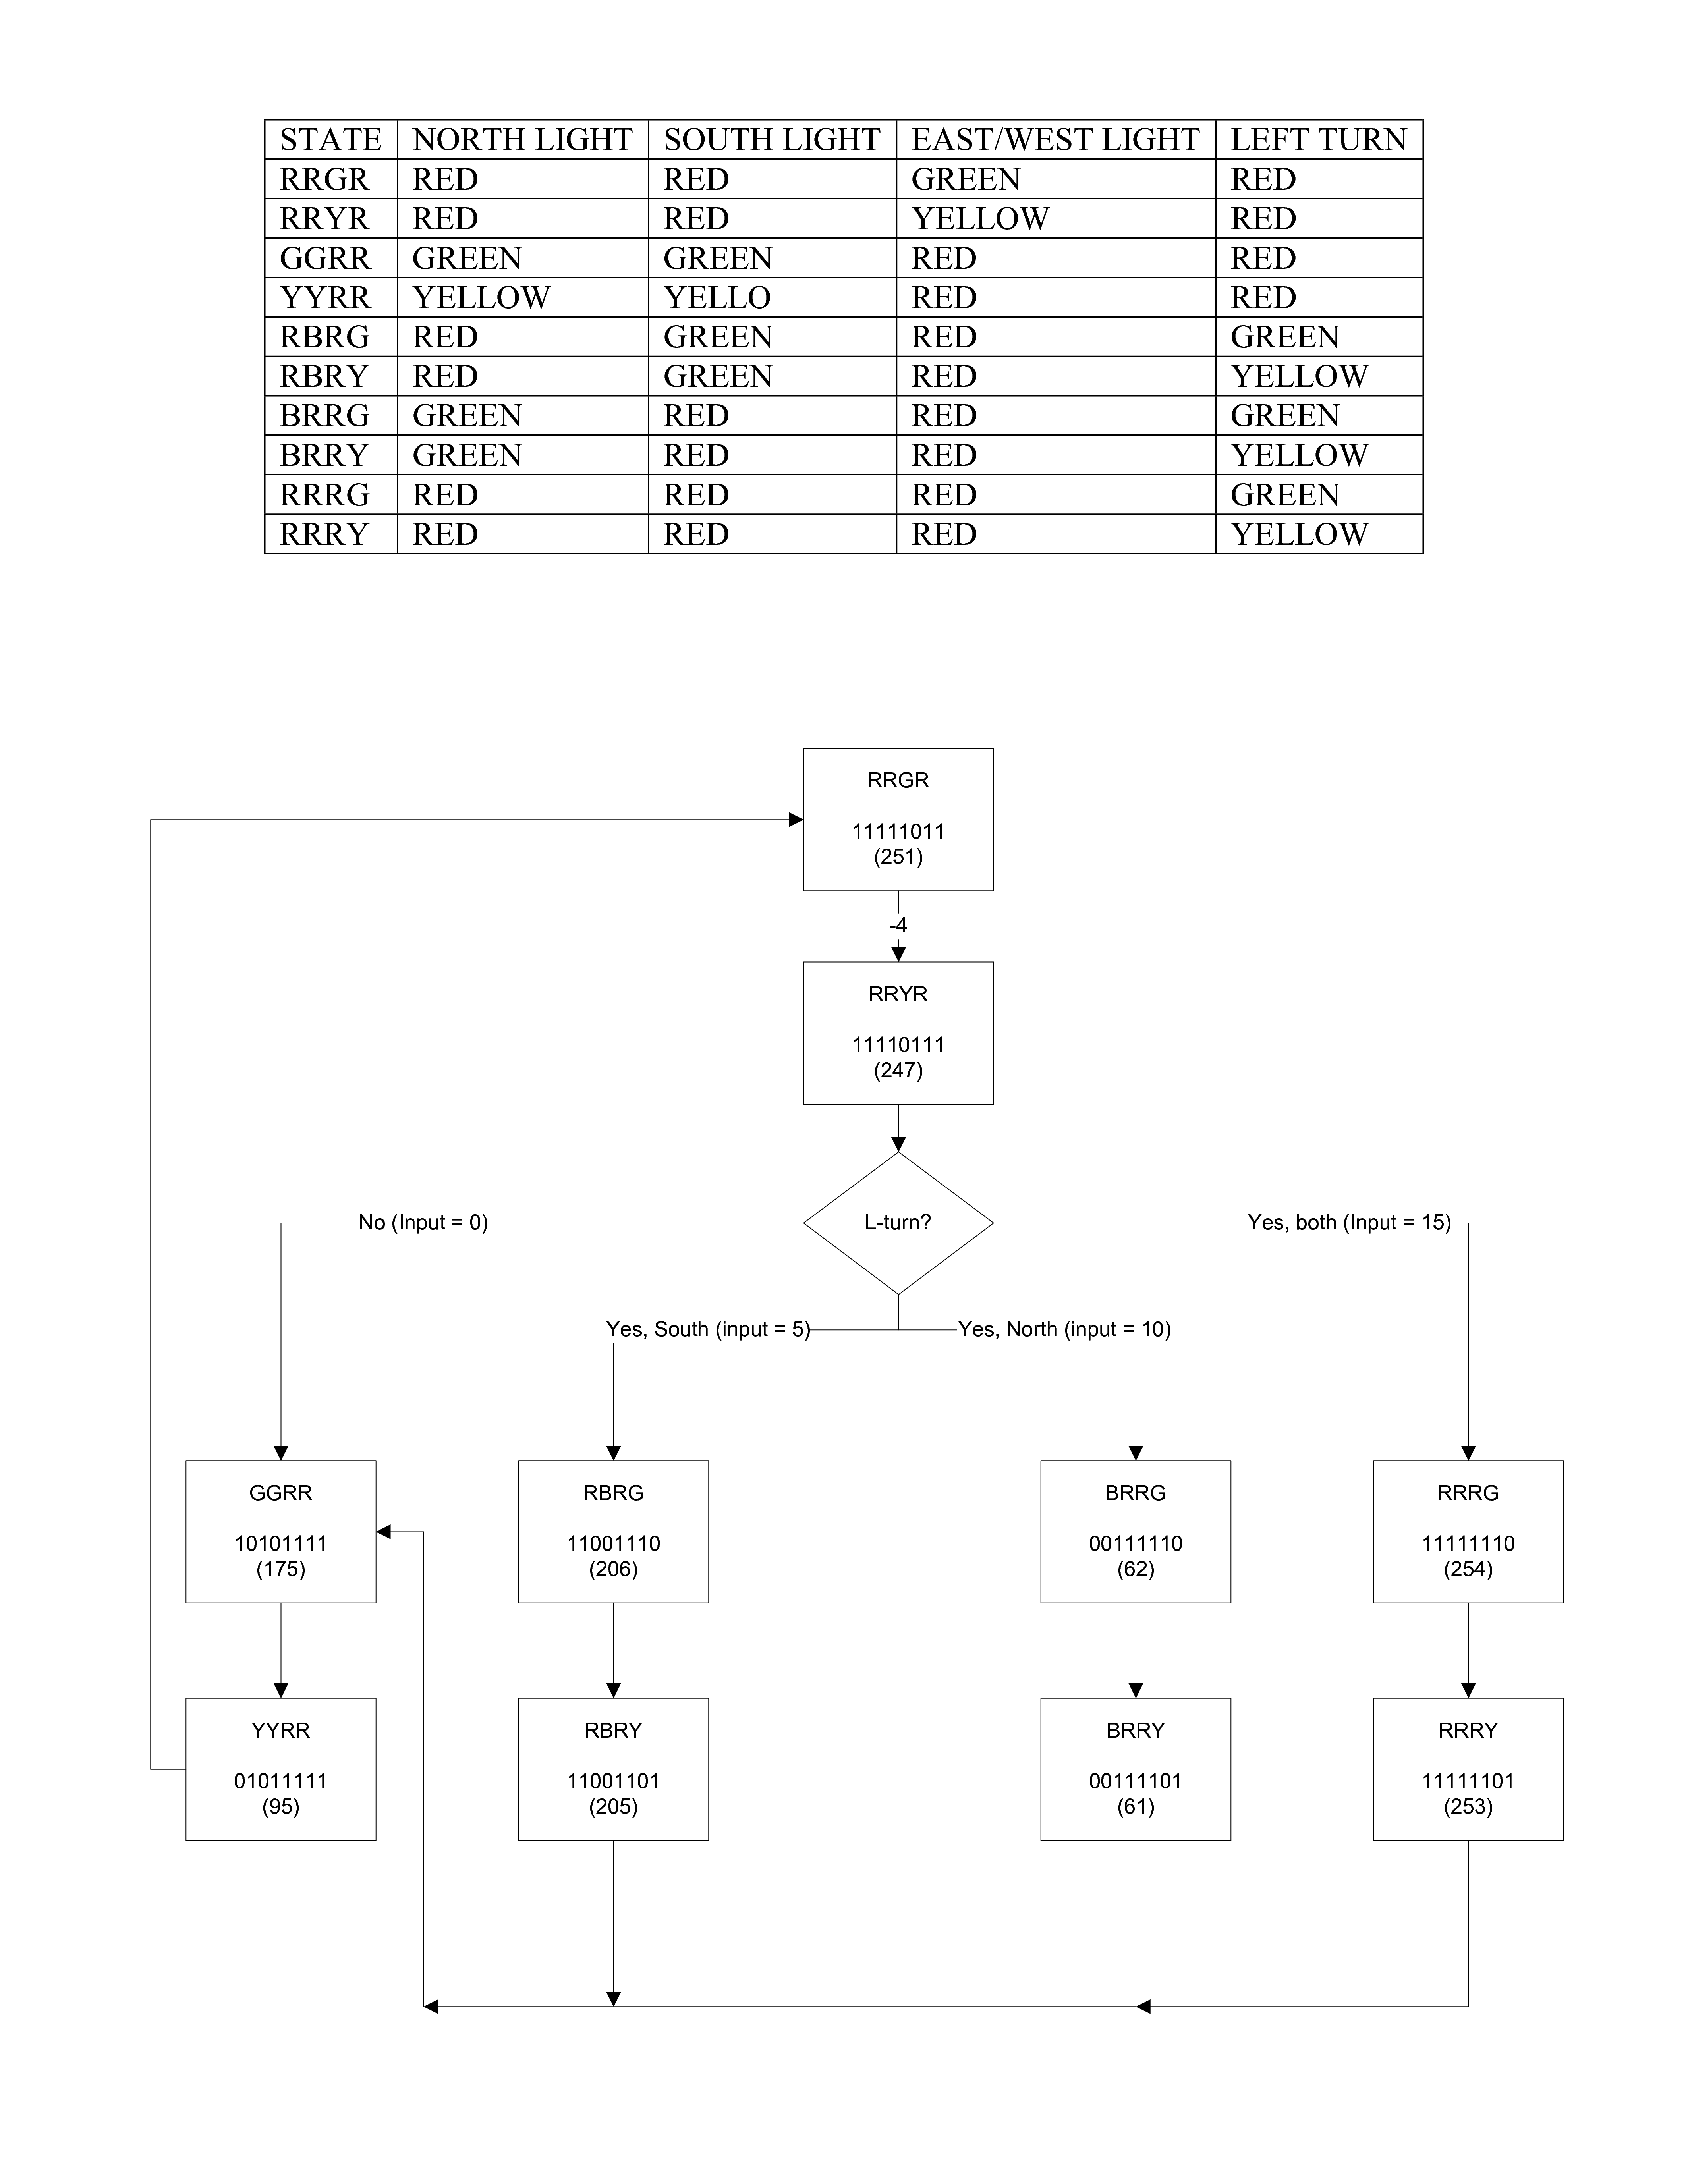 STATE NORTH LIGHT SOUTH LIGHT EAST/WEST LIGHT LEFT TURN
RRGR RED RED GREEN RED
RRYR RED RED YELLOW RED
GGRR GREEN GREEN RED RED
YYRR YELLOW YELLO RED RED
RBRG RED GREEN RED GREEN
RBRY RED GREEN RED YELLOW
BRRG GREEN RED RED GREEN
BRRY GREEN RED RED YELLOW
RRRG RED RED RED GREEN
RRRY RED RED RED YELLOW
RRGR
11111011
(251)
-4
RRYR
11110111
(247)
L-turn?
No (Input = 0)
Yes, both (Input = 15)
Yes, South (input = 5)
Yes, North (input = 10)
GGRR
10101111
(175)
RBRG
11001110
(206)
BRRG
00111110
(62)
RRRG
11111110
(254)
YYRR
01011111
(95)
RBRY
11001101
(205)
BRRY
00111101
(61)
RRRY
11111101
(253)